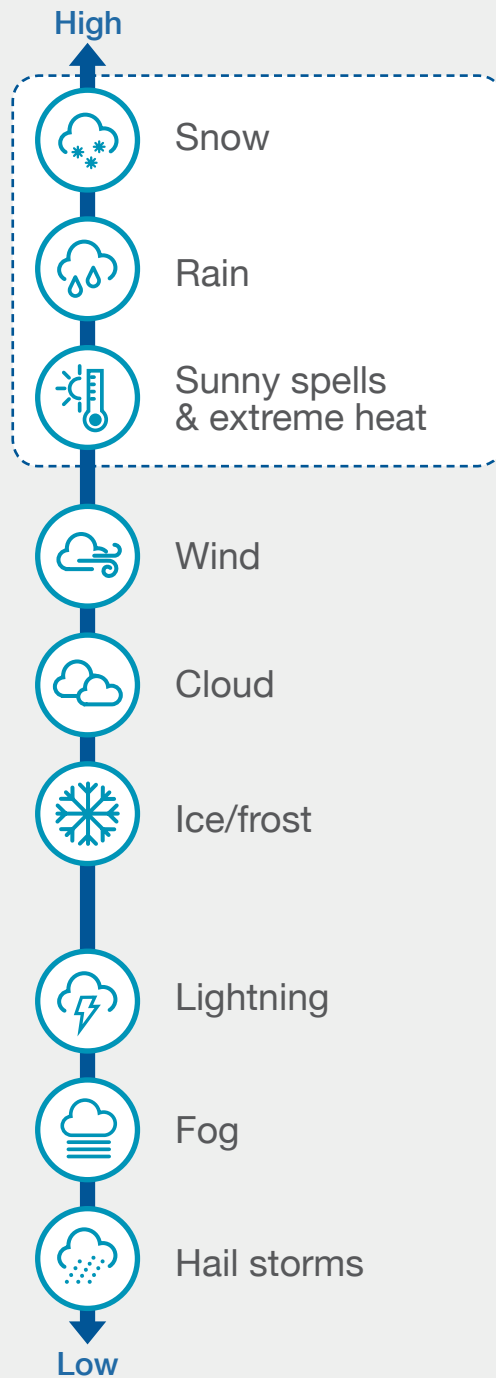 High
Snow
Rain
Sunny spells
& extreme heat
Wind
Cloud
Ice/frost
Lightning
Fog
Hail storms
Low